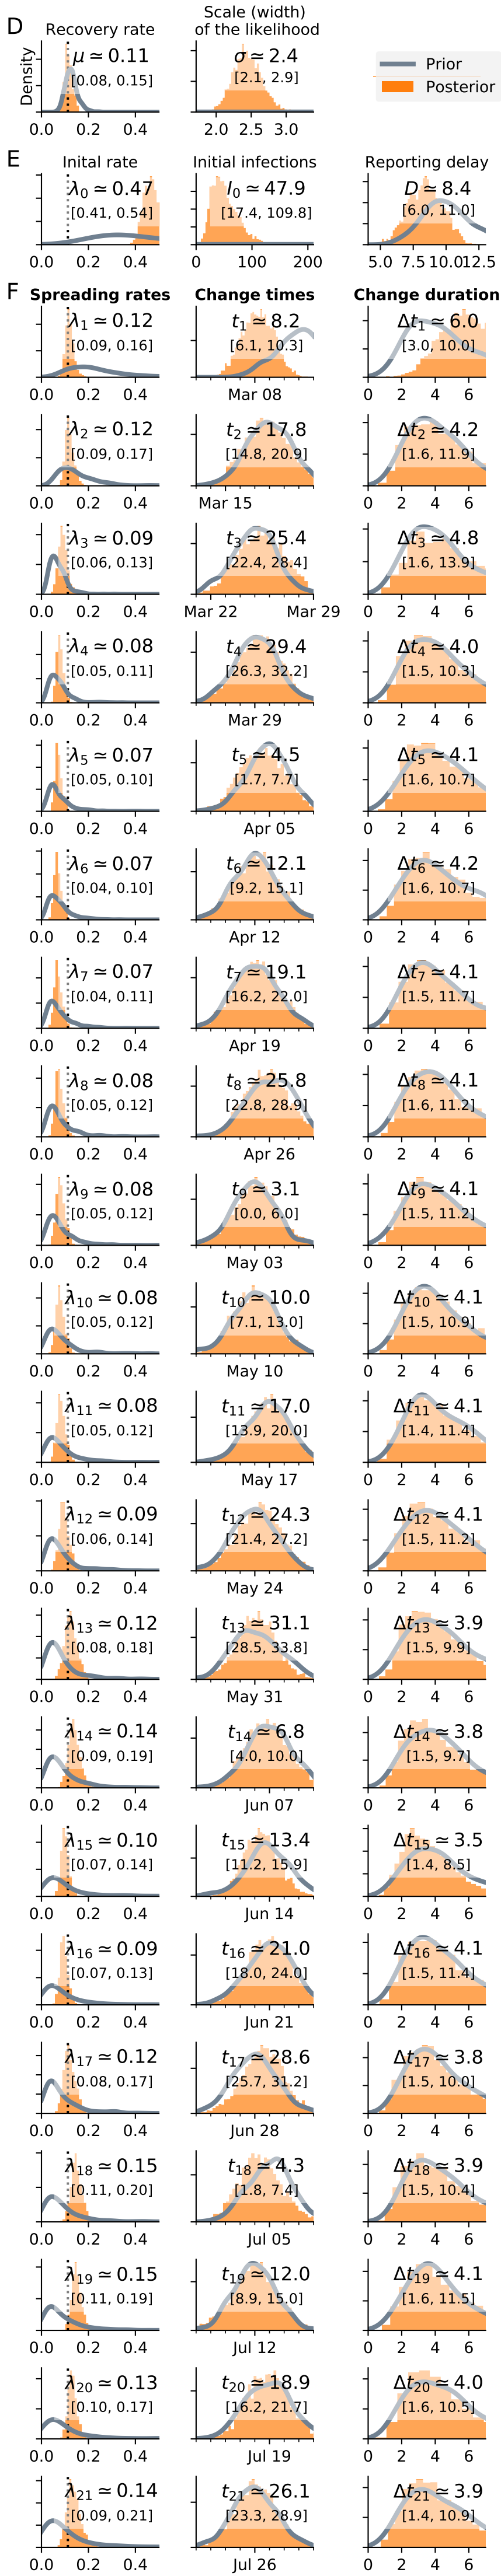 D
Recovery rate
Scale (width)
of the likelihood
Density
μ ≃ 0.11
[0.08, 0.15]
0.0 0.2 0.4
σ ≃ 2.4
[2.1, 2.9]
2.0 2.5 3.0
Prior
Posterior
E
Inital rate
Initial infections
Reporting delay
λ0 ≃ 0.47
[0.41, 0.54]
0.0 0.2 0.4
I0 ≃ 47.9
[17.4, 109.8]
0 100 200
D ≃ 8.4
[6.0, 11.0]
5.0 7.5 10.0 12.5
F
Spreading rates
Change times
Change duration
λ1 ≃ 0.12
[0.09, 0.16]
0.0 0.2 0.4
t1 ≃ 8.2
[6.1, 10.3]
Mar 08
Δt1 ≃ 6.0
[3.0, 10.0]
0 2 4 6
λ2 ≃ 0.12
[0.09, 0.17]
0.0 0.2 0.4
t2 ≃ 17.8
[14.8, 20.9]
Mar 15
Δt2 ≃ 4.2
[1.6, 11.9]
0 2 4 6
λ3 ≃ 0.09
[0.06, 0.13]
0.0 0.2 0.4
t3 ≃ 25.4
[22.4, 28.4]
Mar 22 Mar 29
Δt3 ≃ 4.8
[1.6, 13.9]
0 2 4 6
λ4 ≃ 0.08
[0.05, 0.11]
0.0 0.2 0.4
t4 ≃ 29.4
[26.3, 32.2]
Mar 29
Δt4 ≃ 4.0
[1.5, 10.3]
0 2 4 6
λ5 ≃ 0.07
[0.05, 0.10]
0.0 0.2 0.4
t5 ≃ 4.5
[1.7, 7.7]
Apr 05
Δt5 ≃ 4.1
[1.6, 10.7]
0 2 4 6
λ6 ≃ 0.07
[0.04, 0.10]
0.0 0.2 0.4
t6 ≃ 12.1
[9.2, 15.1]
Apr 12
Δt6 ≃ 4.2
[1.6, 10.7]
0 2 4 6
λ7 ≃ 0.07
[0.04, 0.11]
0.0 0.2 0.4
t7 ≃ 19.1
[16.2, 22.0]
Apr 19
Δt7 ≃ 4.1
[1.5, 11.7]
0 2 4 6
λ8 ≃ 0.08
[0.05, 0.12]
0.0 0.2 0.4
t8 ≃ 25.8
[22.8, 28.9]
Apr 26
Δt8 ≃ 4.1
[1.6, 11.2]
0 2 4 6
λ9 ≃ 0.08
[0.05, 0.12]
0.0 0.2 0.4
t9 ≃ 3.1
[0.0, 6.0]
May 03
Δt9 ≃ 4.1
[1.5, 11.2]
0 2 4 6
λ10 ≃ 0.08
[0.05, 0.12]
0.0 0.2 0.4
t10 ≃ 10.0
[7.1, 13.0]
May 10
Δt10 ≃ 4.1
[1.5, 10.9]
0 2 4 6
λ11 ≃ 0.08
[0.05, 0.12]
0.0 0.2 0.4
t11 ≃ 17.0
[13.9, 20.0]
May 17
Δt11 ≃ 4.1
[1.4, 11.4]
0 2 4 6
λ12 ≃ 0.09
[0.06, 0.14]
0.0 0.2 0.4
t12 ≃ 24.3
[21.4, 27.2]
May 24
Δt12 ≃ 4.1
[1.5, 11.2]
0 2 4 6
λ13 ≃ 0.12
[0.08, 0.18]
0.0 0.2 0.4
t13 ≃ 31.1
[28.5, 33.8]
May 31
Δt13 ≃ 3.9
[1.5, 9.9]
0 2 4 6
λ14 ≃ 0.14
[0.09, 0.19]
0.0 0.2 0.4
t14 ≃ 6.8
[4.0, 10.0]
Jun 07
Δt14 ≃ 3.8
[1.5, 9.7]
0 2 4 6
λ15 ≃ 0.10
[0.07, 0.14]
0.0 0.2 0.4
t15 ≃ 13.4
[11.2, 15.9]
Jun 14
Δt15 ≃ 3.5
[1.4, 8.5]
0 2 4 6
λ16 ≃ 0.09
[0.07, 0.13]
0.0 0.2 0.4
t16 ≃ 21.0
[18.0, 24.0]
Jun 21
Δt16 ≃ 4.1
[1.5, 11.4]
0 2 4 6
λ17 ≃ 0.12
[0.08, 0.17]
0.0 0.2 0.4
t17 ≃ 28.6
[25.7, 31.2]
Jun 28
Δt17 ≃ 3.8
[1.5, 10.0]
0 2 4 6
λ18 ≃ 0.15
[0.11, 0.20]
0.0 0.2 0.4
t18 ≃ 4.3
[1.8, 7.4]
Jul 05
Δt18 ≃ 3.9
[1.5, 10.4]
0 2 4 6
λ19 ≃ 0.15
[0.11, 0.19]
0.0 0.2 0.4
t19 ≃ 12.0
[8.9, 15.0]
Jul 12
Δt19 ≃ 4.1
[1.6, 11.5]
0 2 4 6
λ20 ≃ 0.13
[0.10, 0.17]
0.0 0.2 0.4
t20 ≃ 18.9
[16.2, 21.7]
Jul 19
Δt20 ≃ 4.0
[1.6, 10.5]
0 2 4 6
λ21 ≃ 0.14
[0.09, 0.21]
0.0 0.2 0.4
t21 ≃ 26.1
[23.3, 28.9]
Jul 26
Δt21 ≃ 3.9
[1.4, 10.9]
0 2 4 6